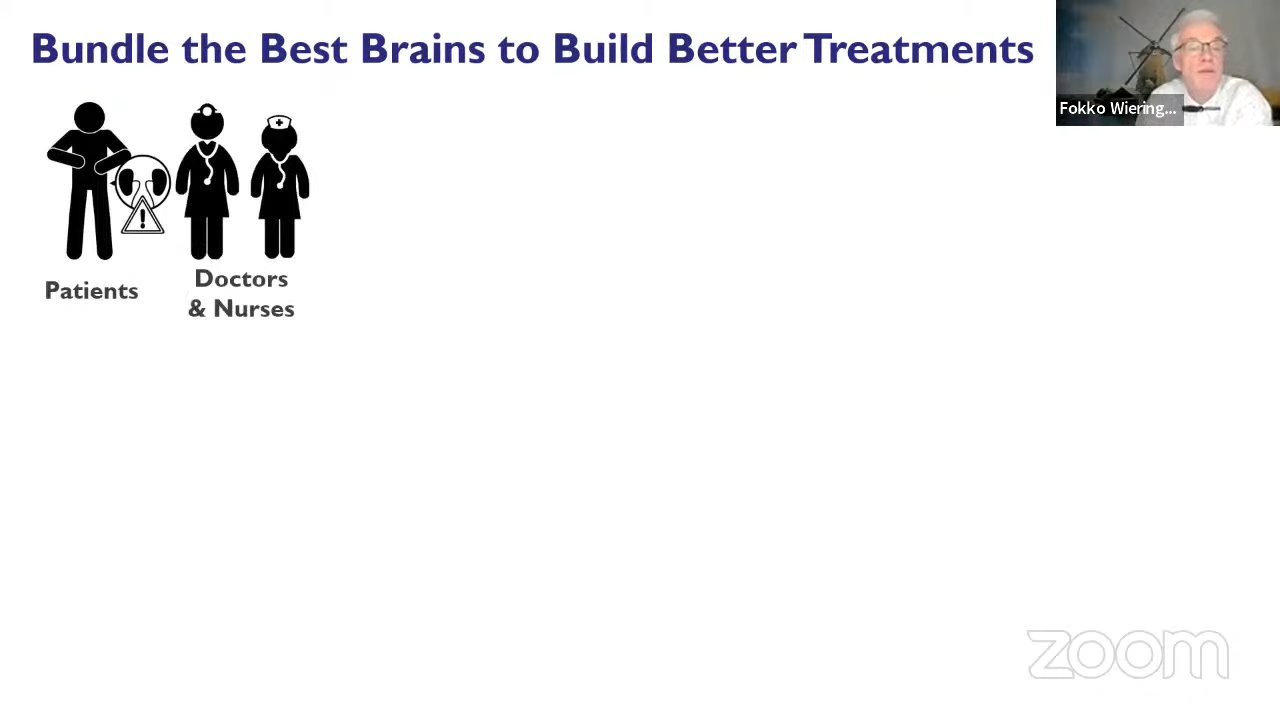 Bundle the Best Brains to Build Better Treatments
Fokko Wiering...
Patients
Doctors
& Nurses
!
zoom